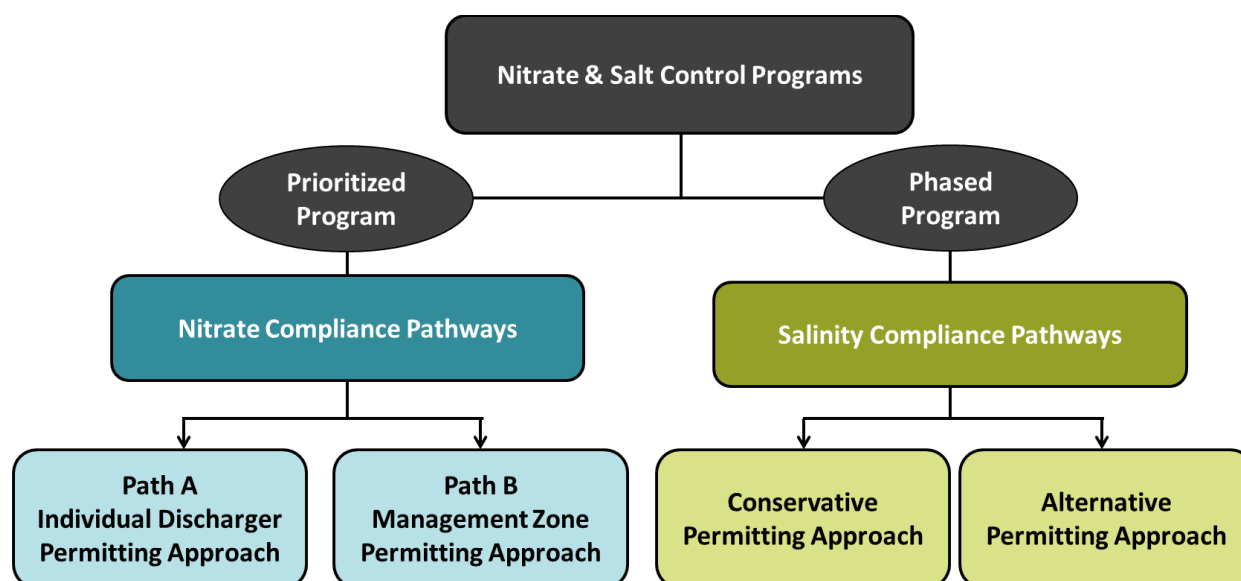 Nitrate & Salt Control Programs
Prioritized
Program
Phased
Program
Nitrate Compliance Pathways
Salinity Compliance Pathways
Path A
Individual Discharger
Permitting Approach
Path B
Management Zone
Permitting Approach
Conservative
Permitting Approach
Alternative
Permitting Approach